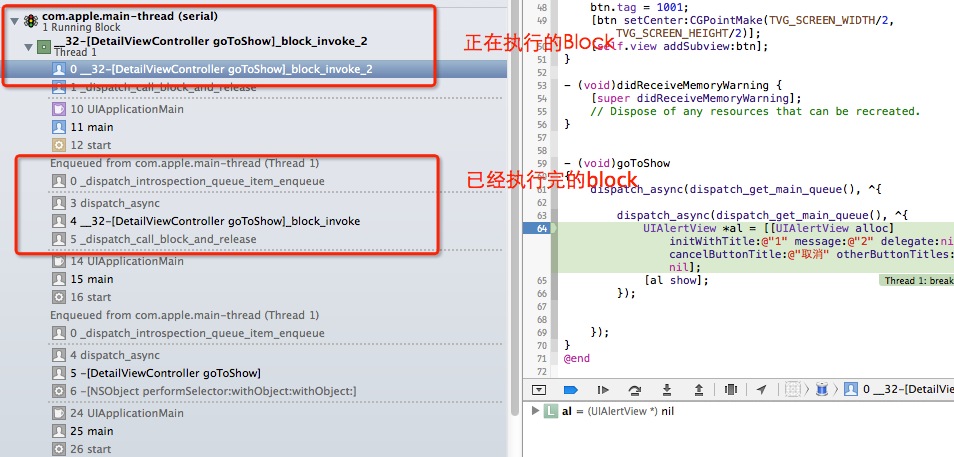 com.apple.main-thread (serial)
1 Running Block
__32-[DetailViewController goToShow]_block_invoke_2
Thread 1
0 __32-[DetailViewController goToShow]_block_invoke_2
1 _dispatch_call_block_and_release
10 UIApplicationMain
11 main
12 start
Enqueued from com.apple.main-thread (Thread 1)
0 _dispatch_introspection_queue_item_enqueue
3 dispatch_async
4 __32-[DetailViewController goToShow]_block_invoke
5 _dispatch_call_block_and_release
14 UIApplicationMain
15 main
16 start
Enqueued from com.apple.main-thread (Thread 1)
0 _dispatch_introspection_queue_item_enqueue
4 dispatch_async
5 -[DetailViewController goToShow]
6 -[NSObject performSelector:withObject:withObject:]
24 UIApplicationMain
25 main
26 start
正在执行的Block
已经执行完的block
48 btn.tag = 1001;
49 [btn setCenter:CGPointMake(TVG_SCREEN_WIDTH/2,
TVG_SCREEN_HEIGHT/2)];
50 [self.view addSubview:btn];
51 }
52
53 - (void)didReceiveMemoryWarning {
54 [super didReceiveMemoryWarning];
55 // Dispose of any resources that can be recreated.
56 }
57
58
59 - (void)goToShow
60 {
61 dispatch_async(dispatch_get_main_queue(), ^{
62
63 dispatch_async(dispatch_get_main_queue(), ^{
64 UIAlertView *al = [[UIAlertView alloc]
initWithTitle:@"1" message:@"2" delegate:nil
cancelButtonTitle:@"取消" otherButtonTitles:
nil];
65 [al show];
Thread 1: break
66 });
67
68
69 });
70 }
71 @end
72
0 __32-[DetailView
L al = (UIAlertView *) nil